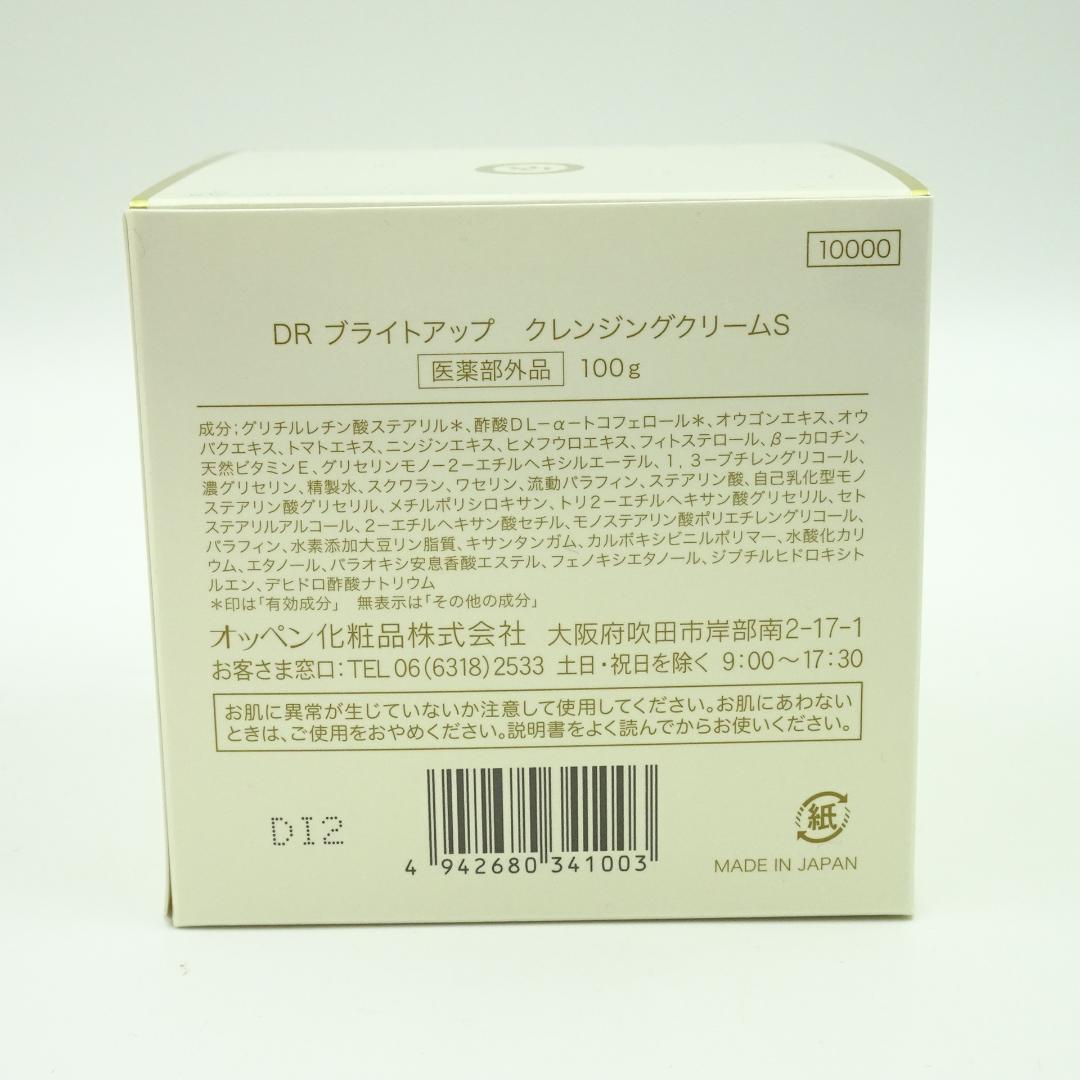 10000
DR ブライトアップ　クレンジングクリームS
医薬部外品 100g
成分;グリチルレチン酸ステアリル＊、酢酸DL−α−トコフェロール＊、オウゴンエキス、オウ
バクエキス、トマトエキス、ニンジンエキス、ヒメフウロエキス、フィトステロール、β−カロチン、
天然ビタミンE、グリセリンモノ−2−エチルヘキシルエーテル、1,3−ブチレングリコール、
濃グリセリン、精製水、スクワラン、ワセリン、流動パラフィン、ステアリン酸、自己乳化型モノ
ステアリン酸グリセリル、メチルポリシロキサン、トリ2−エチルヘキサン酸グリセリル、セト
ステアリルアルコール、2−エチルヘキサン酸セチル、モノステアリン酸ポリエチレングリコール、
パラフィン、水素添加大豆リン脂質、キサンタンガム、カルボキシビニルポリマー、水酸化カリ
ウム、エタノール、パラオキシ安息香酸エステル、フェノキシエタノール、ジブチルヒドロキシト
ルエン、デヒドロ酢酸ナトリウム
＊印は「有効成分」　無表示は「その他の成分」
オッペン化粧品株式会社　大阪府吹田市岸部南2-17-1
お客さま窓口：TEL 06(6318)2533　土日・祝日を除く　9:00〜17:30
お肌に異常が生じていないか注意して使用してください。お肌にあわない
ときは、ご使用をおやめください。説明書をよく読んでからお使いください。
DI2
4 942680 341003
紙
MADE IN JAPAN